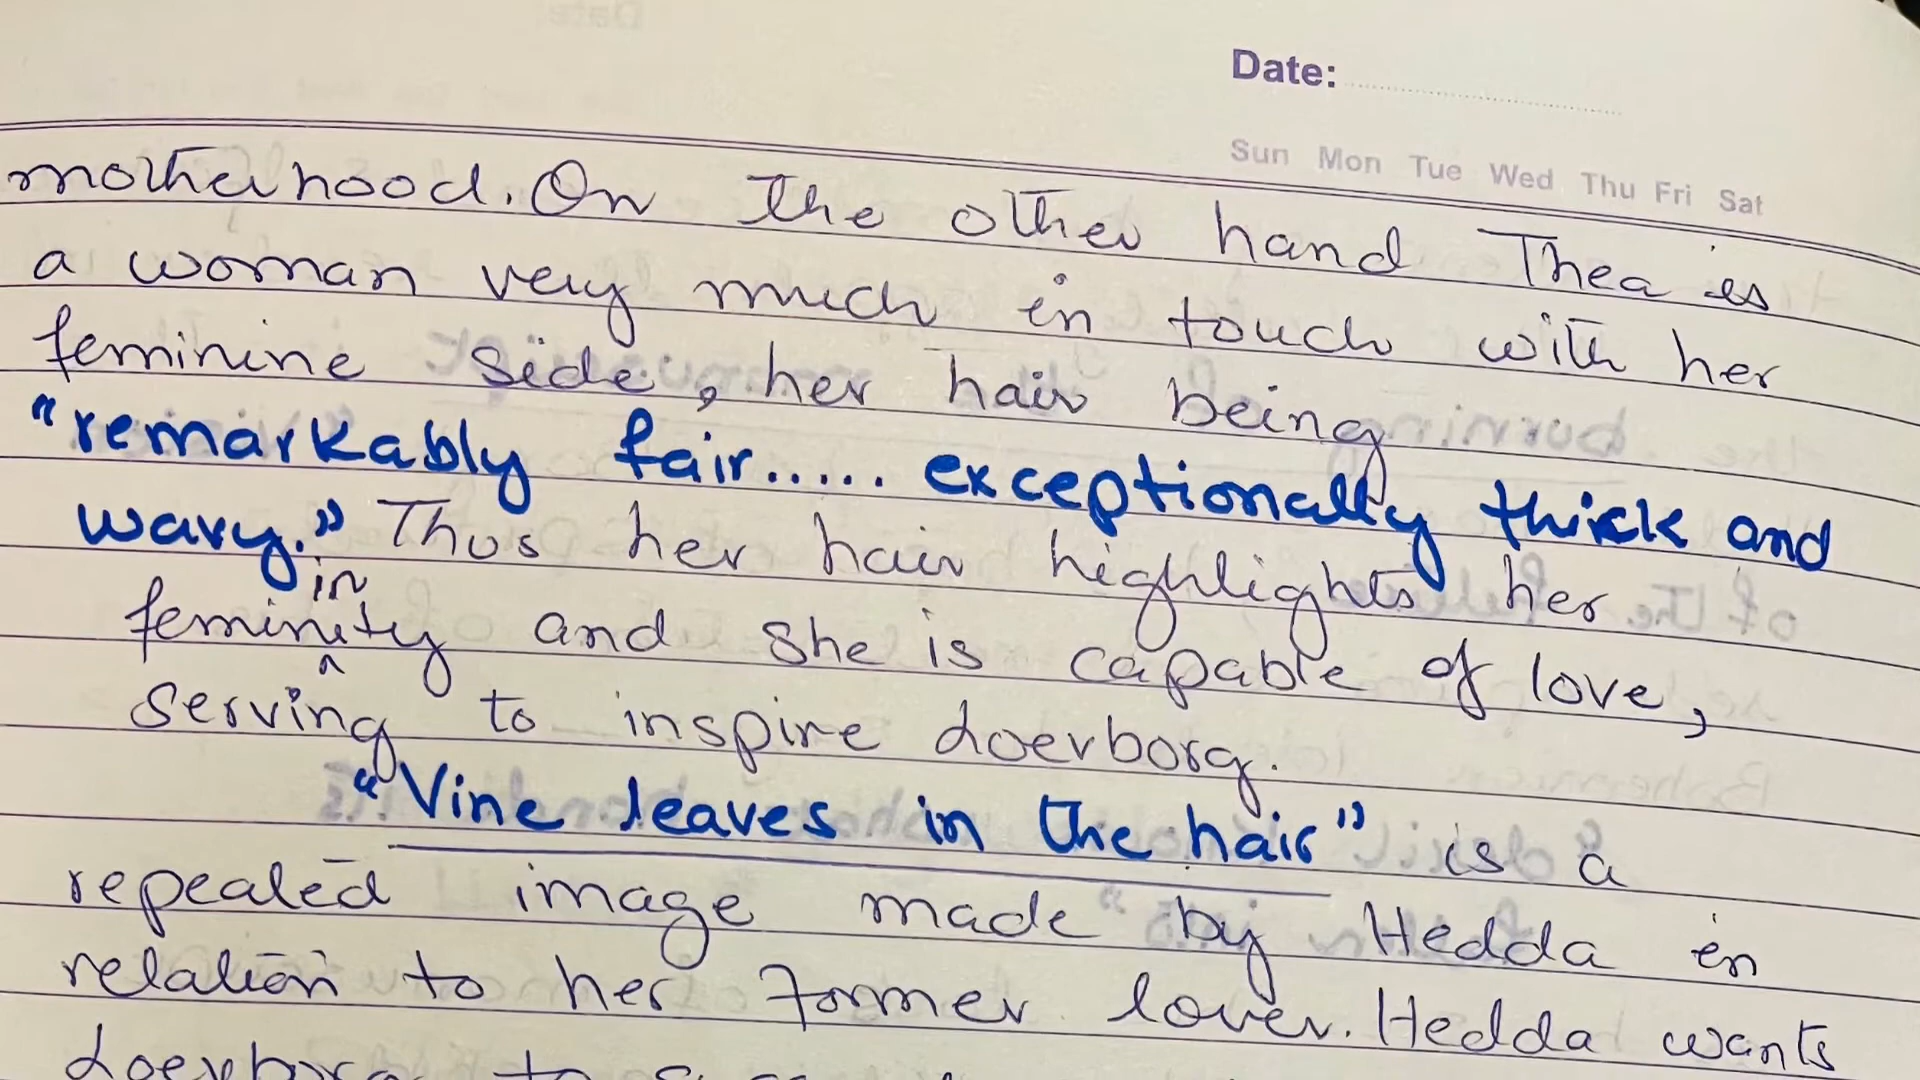 Date:
Sun Mon Tue Wed Thu Fri Sat
motherhood. On the other hand Thea is
a woman very much in touch with her
feminine side, her hair being
"remarkably fair..... exceptionally thick and
wavy." Thus her hair highlights her
femininity and she is capable of love,
serving to inspire Loevborg.
"Vine leaves in the hair" is a
repeated image made by Hedda in
relation to her former lover. Hedda wants
Loevborg to